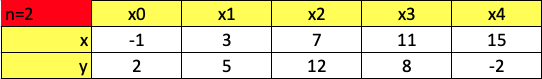 n=2 x0 x1 x2 x3 x4
x -1 3 7 11 15
y 2 5 12 8 -2